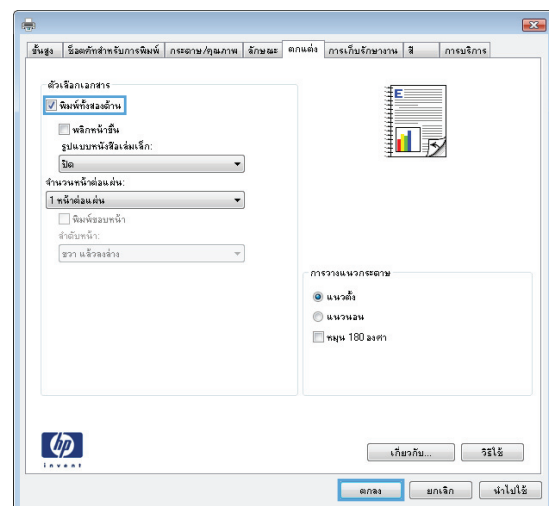 ขั้นสูง ช็อตคัทสำหรับการพิมพ์ กระดาษ/คุณภาพ ลักษณะ ตกแต่ง การเก็บรักษางาน สี การบริการ
ตัวเลือกเอกสาร
พิมพ์ทั้งสองด้าน
พลิกหน้าขึ้น
รูปแบบหนังสือเล่มเล็ก:
ปิด
จำนวนหน้าต่อแผ่น:
1 หน้าต่อแผ่น
พิมพ์ขอบหน้า
ลำดับหน้า:
ขวา แล้วลงล่าง
E
การวางแนวกระดาษ
แนวตั้ง
แนวนอน
หมุน 180 องศา
hp
invent
เกี่ยวกับ... วิธีใช้
ตกลง ยกเลิก นำไปใช้